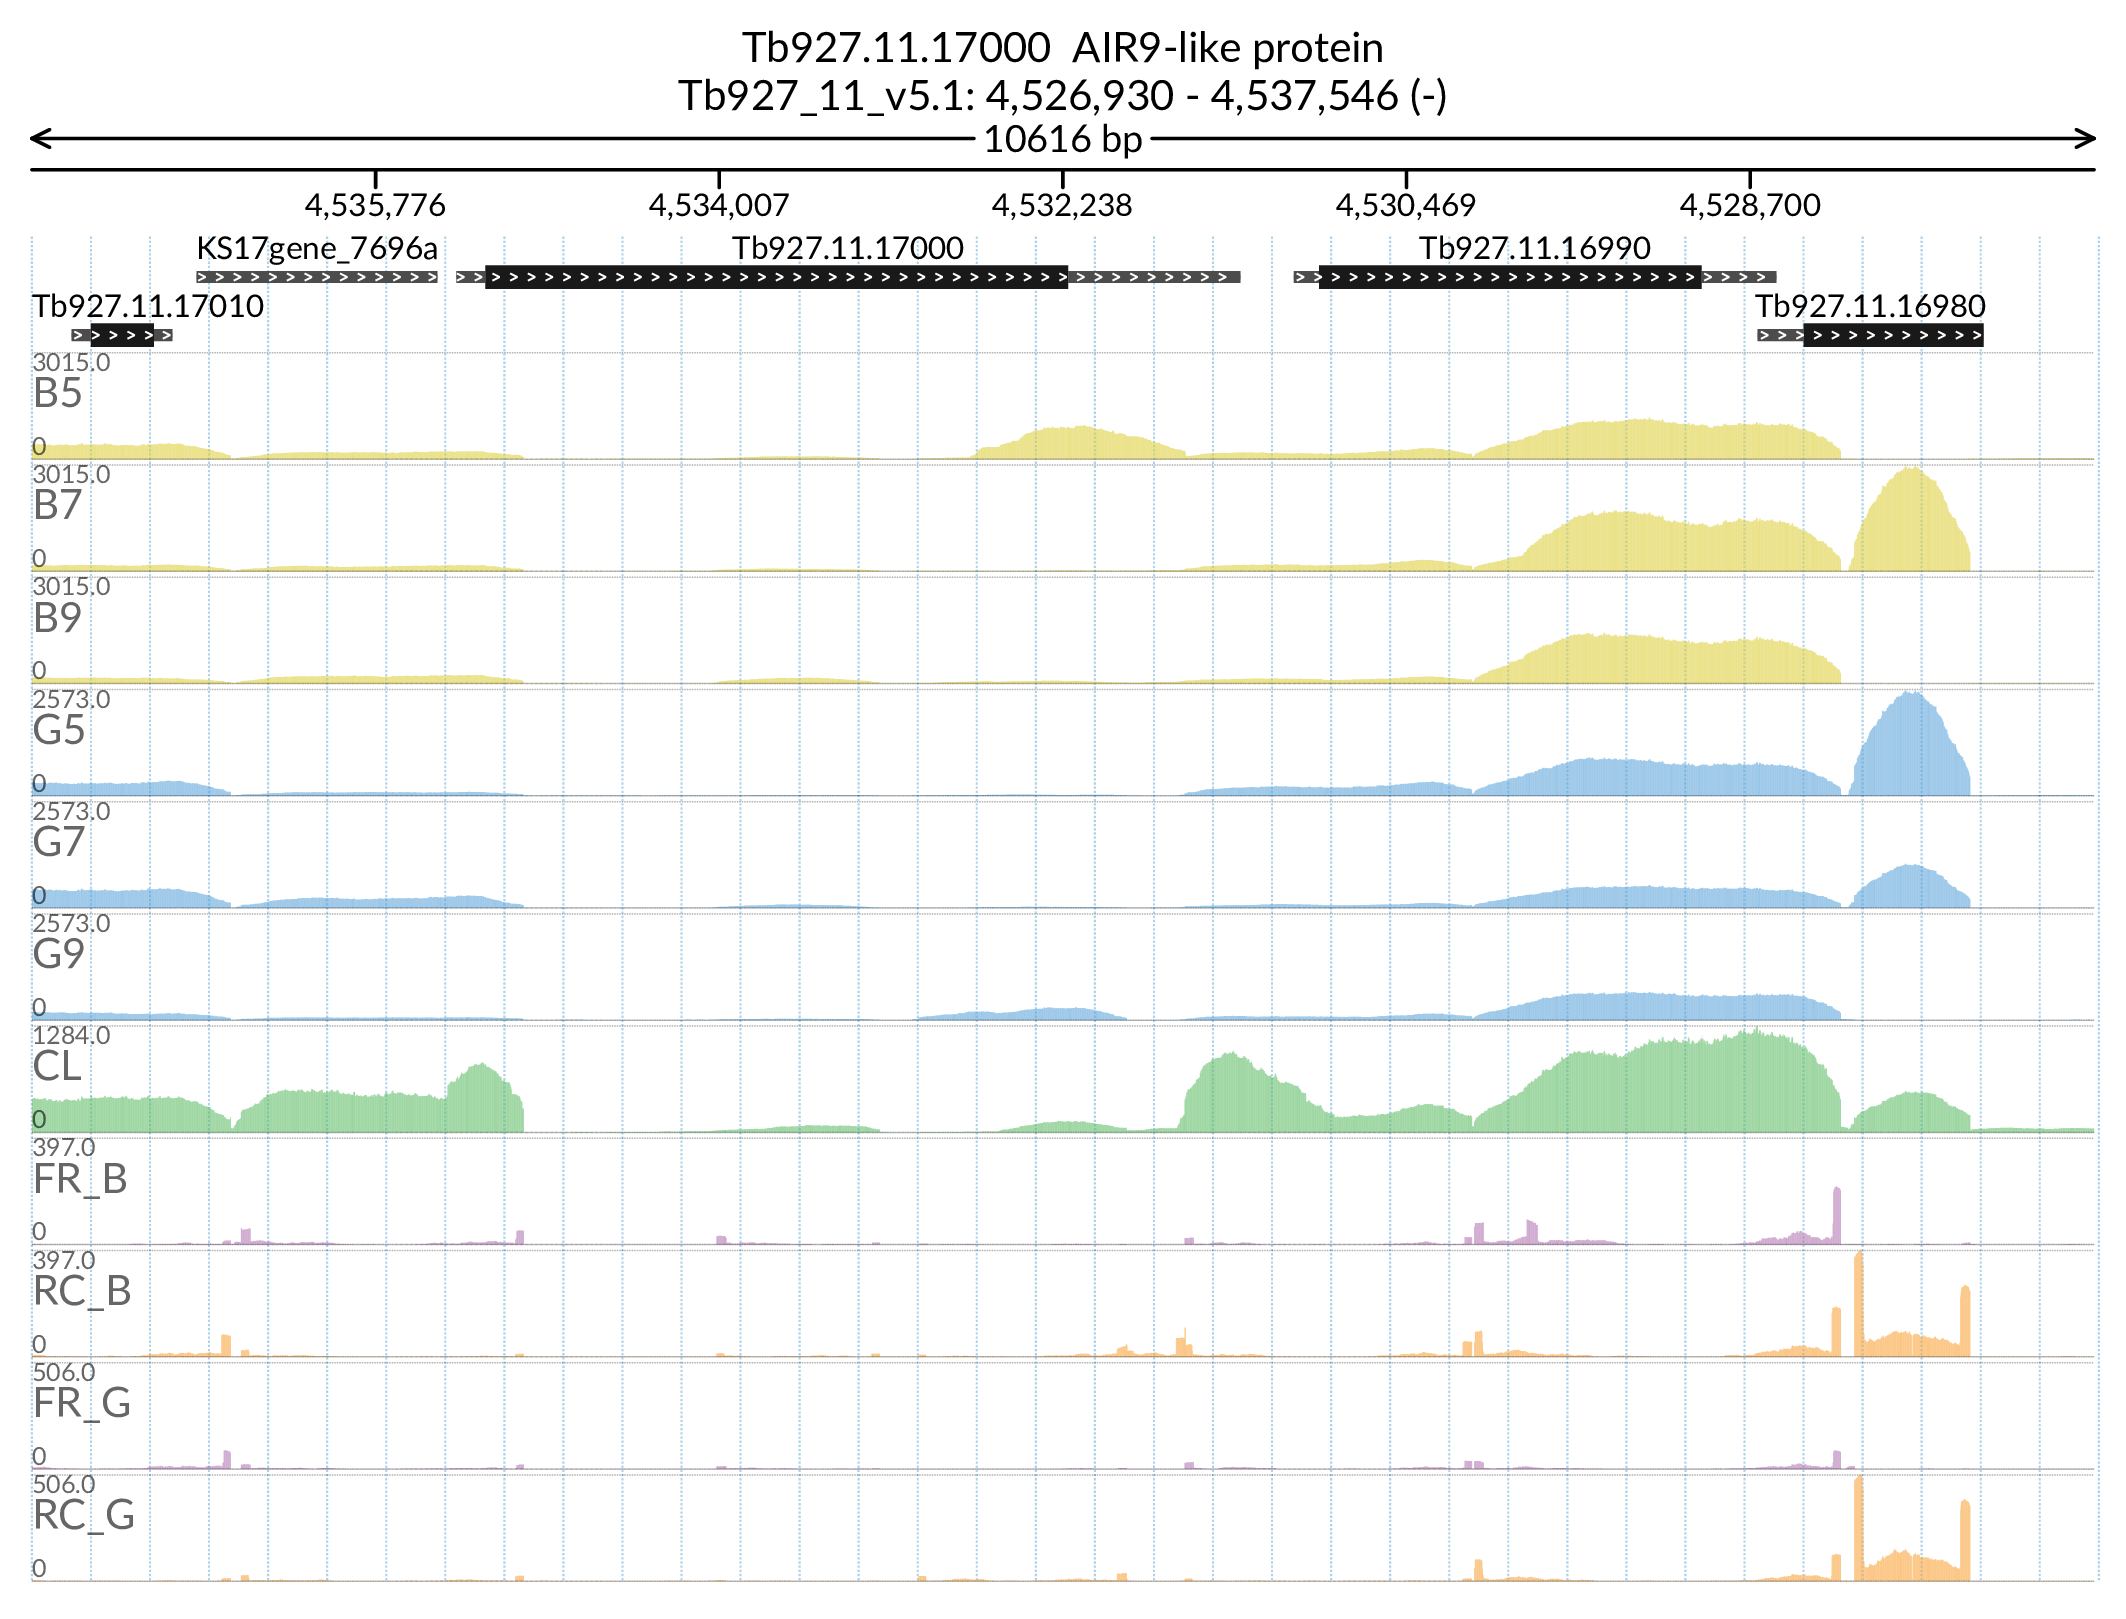 Tb927.11.17000 AIR9-like protein
Tb927_11_v5.1: 4,526,930 - 4,537,546 (-)
10616 bp
4,535,776 4,534,007 4,532,238 4,530,469 4,528,700
KS17gene_7696a Tb927.11.17000 Tb927.11.16990
Tb927.11.17010 Tb927.11.16980
3015.0
B5
0
3015.0
B7
0
3015.0
B9
0
2573.0
G5
0
2573.0
G7
0
2573.0
G9
0
1284.0
CL
0
397.0
FR_B
0
397.0
RC_B
0
506.0
FR_G
0
506.0
RC_G
0